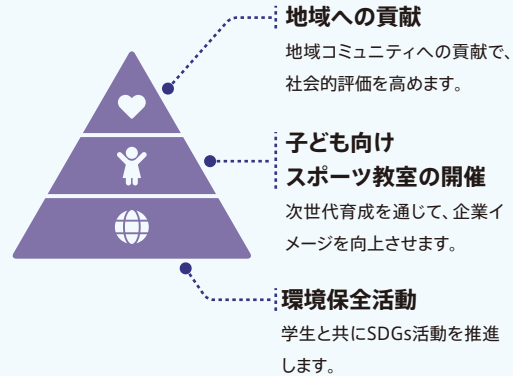 地域への貢献
地域コミュニティへの貢献で、
社会的評価を高めます。
子ども向け
スポーツ教室の開催
次世代育成を通じて、企業イ
メージを向上させます。
環境保全活動
学生と共にSDGs活動を推進
します。